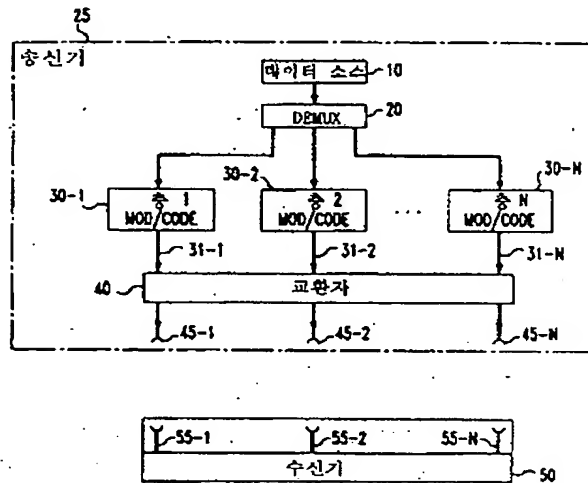 25
송신기
데이터 소스 10
DEMUX 20
30-1 층 1 MOD/CODE
30-2 층 2 MOD/CODE
...
30-N 층 N MOD/CODE
31-1 31-2 31-N
40 교환자
45-1 45-2 45-N
55-1 55-2 55-N
수신기 50